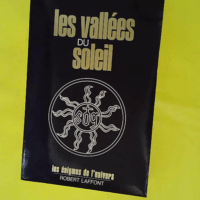 les vallées
DU
soleil
les énigmes de l'univers
ROBERT LAFFONT